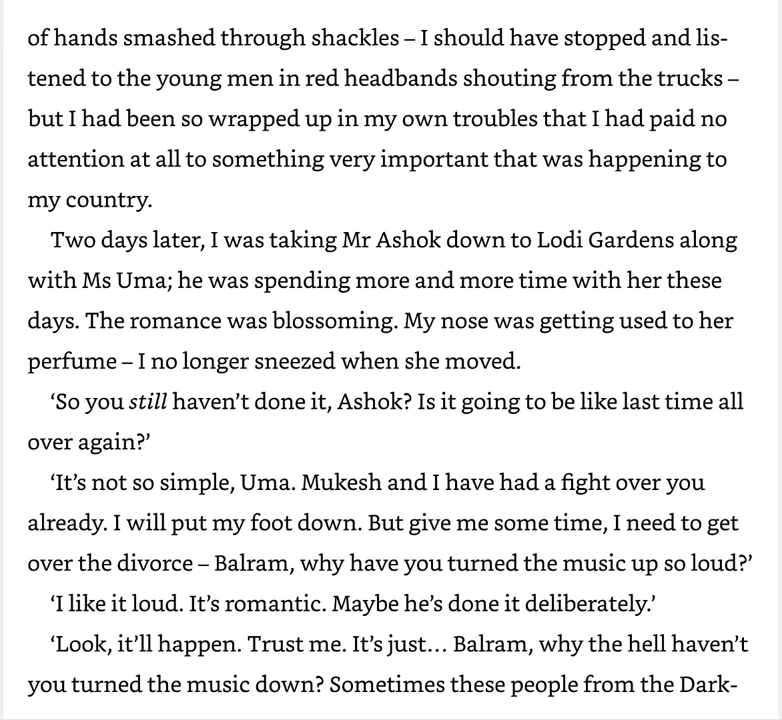 of hands smashed through shackles – I should have stopped and lis-
tened to the young men in red headbands shouting from the trucks –
but I had been so wrapped up in my own troubles that I had paid no
attention at all to something very important that was happening to
my country.
Two days later, I was taking Mr Ashok down to Lodi Gardens along
with Ms Uma; he was spending more and more time with her these
days. The romance was blossoming. My nose was getting used to her
perfume – I no longer sneezed when she moved.
‘So you still haven’t done it, Ashok? Is it going to be like last time all
over again?’
‘It’s not so simple, Uma. Mukesh and I have had a fight over you
already. I will put my foot down. But give me some time, I need to get
over the divorce – Balram, why have you turned the music up so loud?’
‘I like it loud. It’s romantic. Maybe he’s done it deliberately.’
‘Look, it’ll happen. Trust me. It’s just… Balram, why the hell haven’t
you turned the music down? Sometimes these people from the Dark-